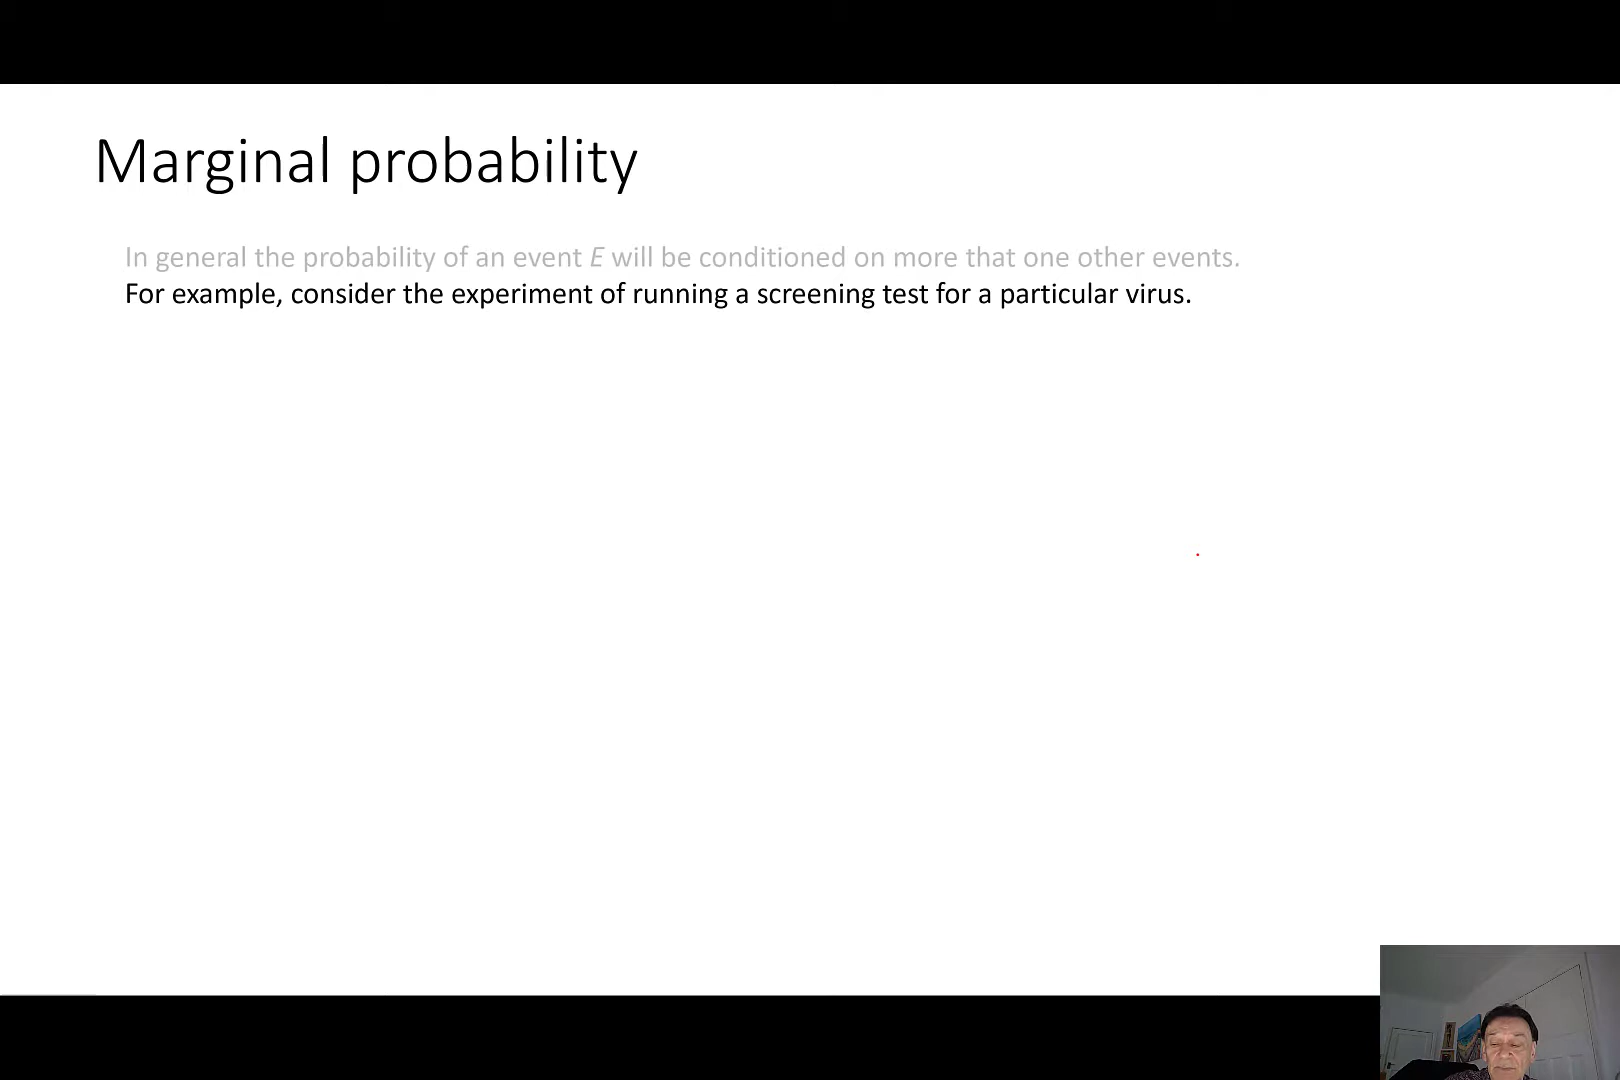 Marginal probability
In general the probability of an event E will be conditioned on more that one other events.
For example, consider the experiment of running a screening test for a particular virus.